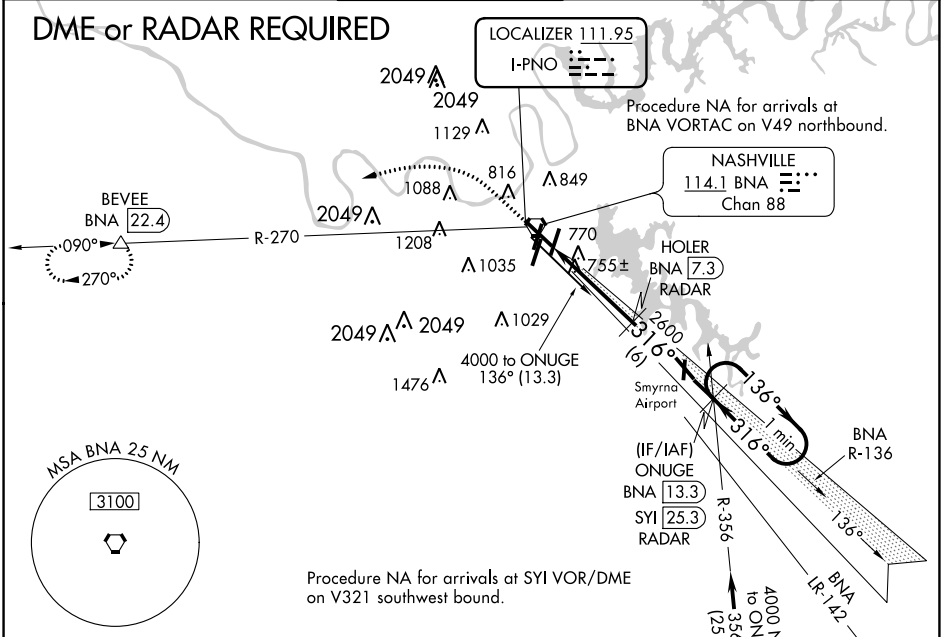 DME or RADAR REQUIRED
LOCALIZER 111.95
I-PNO
2049
2049
1129
Procedure NA for arrivals at
BNA VORTAC on V49 northbound.
NASHVILLE
114.1 BNA
Chan 88
816
849
1088
BEVEE
BNA 22.4
2049
1208
R-270
090°
270°
770
755±
1035
HOLER
BNA 7.3
RADAR
2049
2049
1029
2600
316°
(6)
4000 to ONUGE
136° (13.3)
1476
Smyrna
Airport
136°
1 min
316°
BNA
R-136
136°
(IF/IAF)
ONUGE
BNA 13.3
SYI 25.3
RADAR
R-356
MSA BNA 25 NM
3100
BNA
LR-142
Procedure NA for arrivals at SYI VOR/DME
on V321 southwest bound.
4000 N
to ON
356
(25